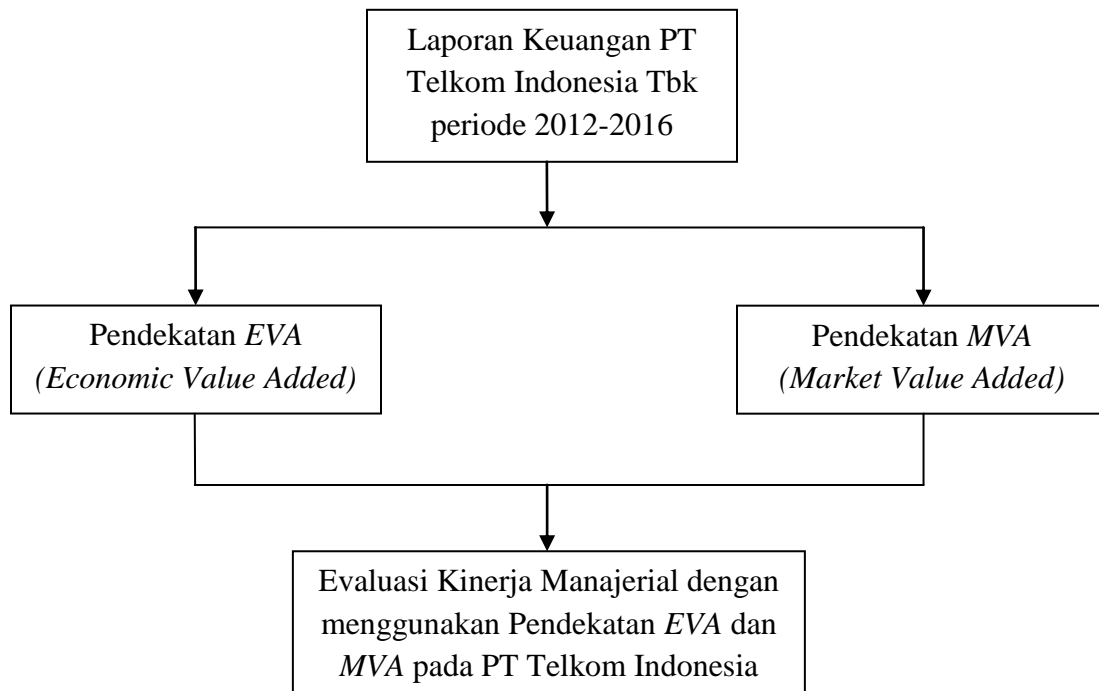 Laporan Keuangan PT
Telkom Indonesia Tbk
periode 2012-2016
Pendekatan EVA
(Economic Value Added)
Pendekatan MVA
(Market Value Added)
Evaluasi Kinerja Manajerial dengan
menggunakan Pendekatan EVA dan
MVA pada PT Telkom Indonesia